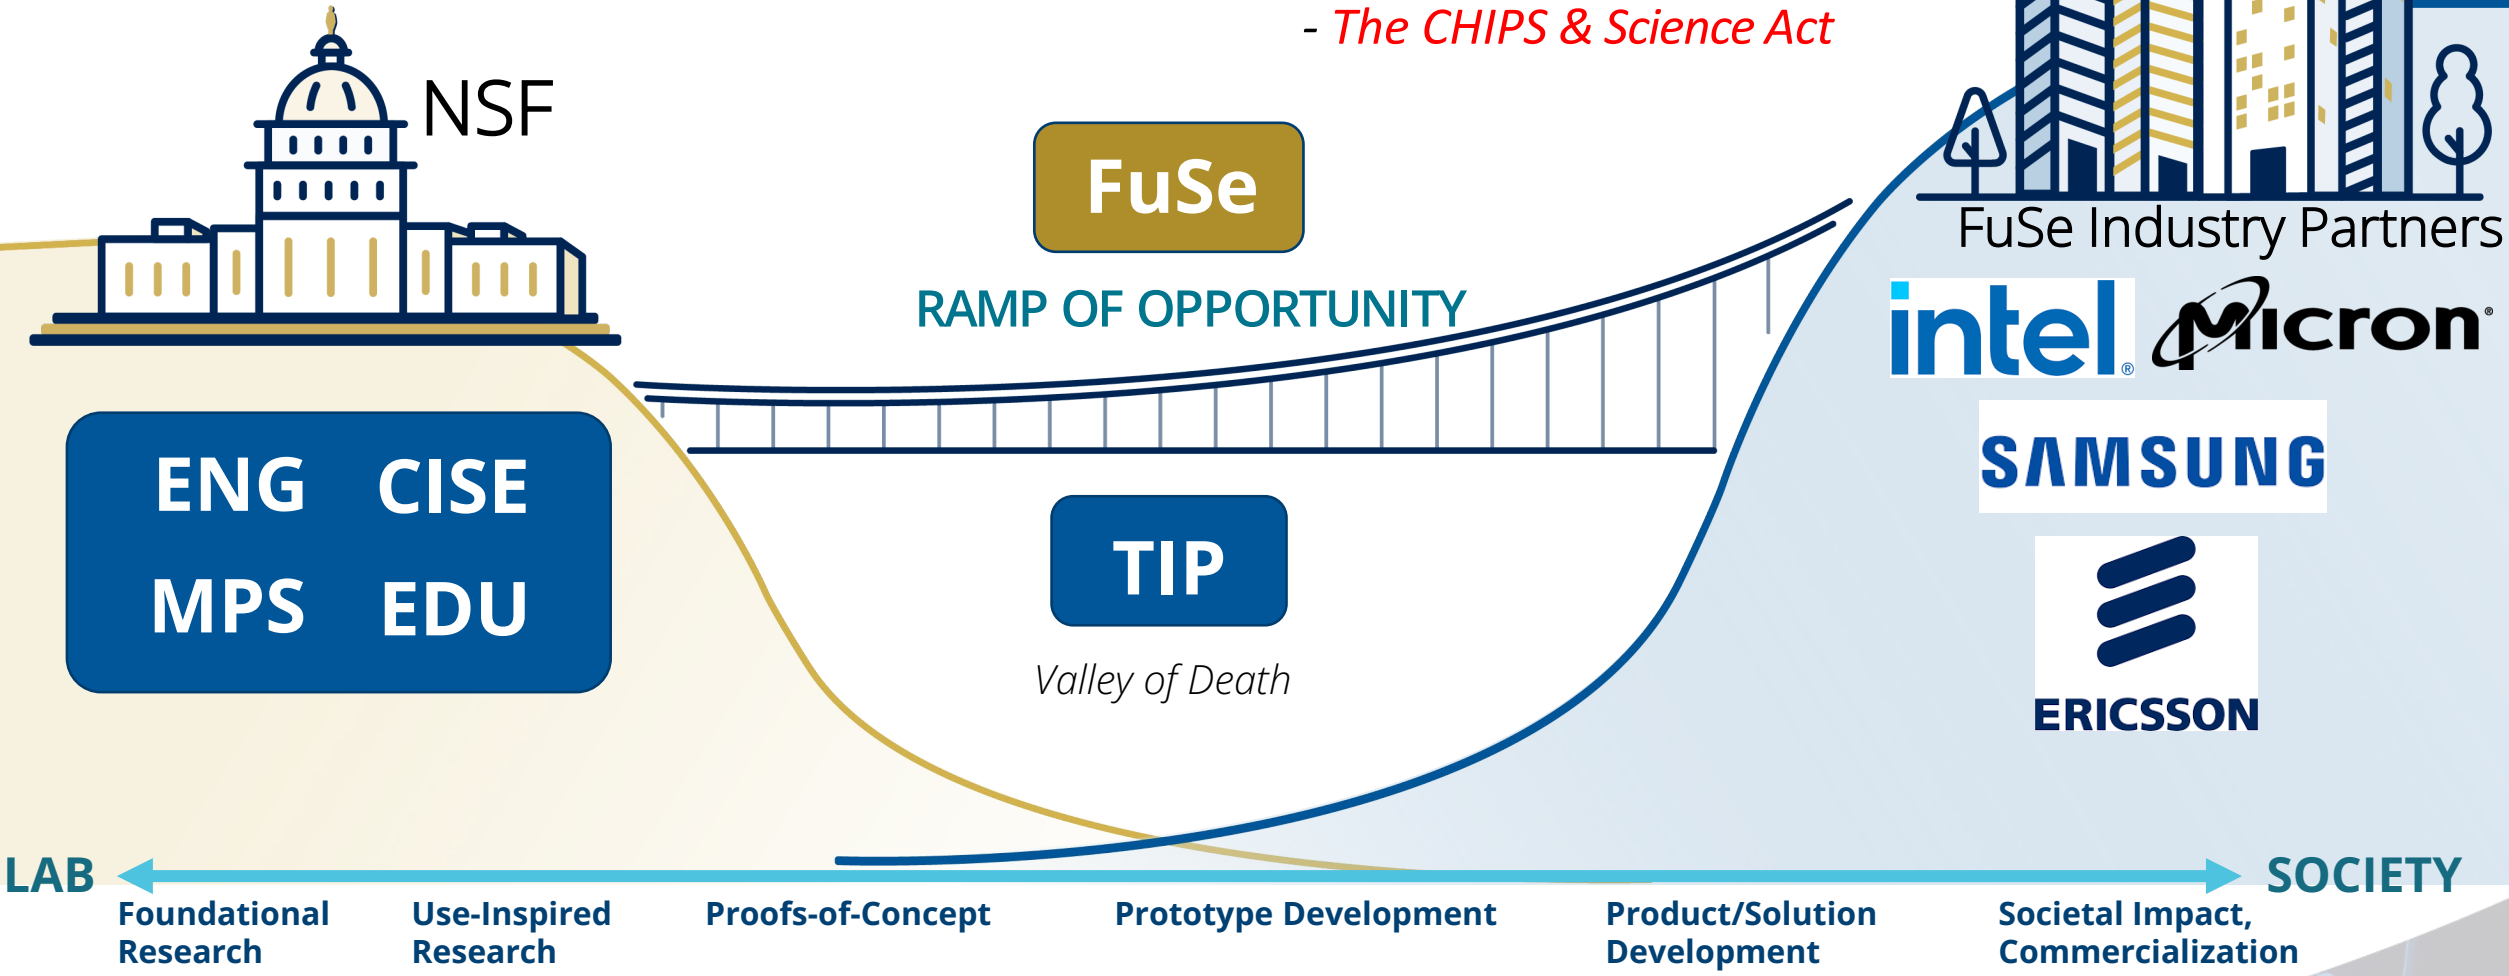 - The CHIPS & Science Act
NSF
FuSe
RAMP OF OPPORTUNITY
FuSe Industry Partners
intel®
Micron®
SAMSUNG
ERICSSON
ENG CISE
MPS EDU
TIP
Valley of Death
LAB
SOCIETY
Foundational
Research
Use-Inspired
Research
Proofs-of-Concept
Prototype Development
Product/Solution
Development
Societal Impact,
Commercialization